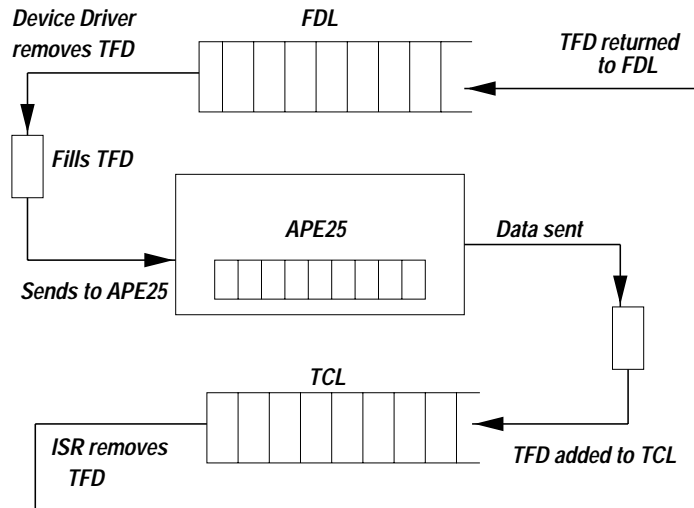 Device Driver
removes TFD
FDL
TFD returned
to FDL
Fills TFD
APE25
Data sent
Sends to APE25
TCL
ISR removes
TFD
TFD added to TCL